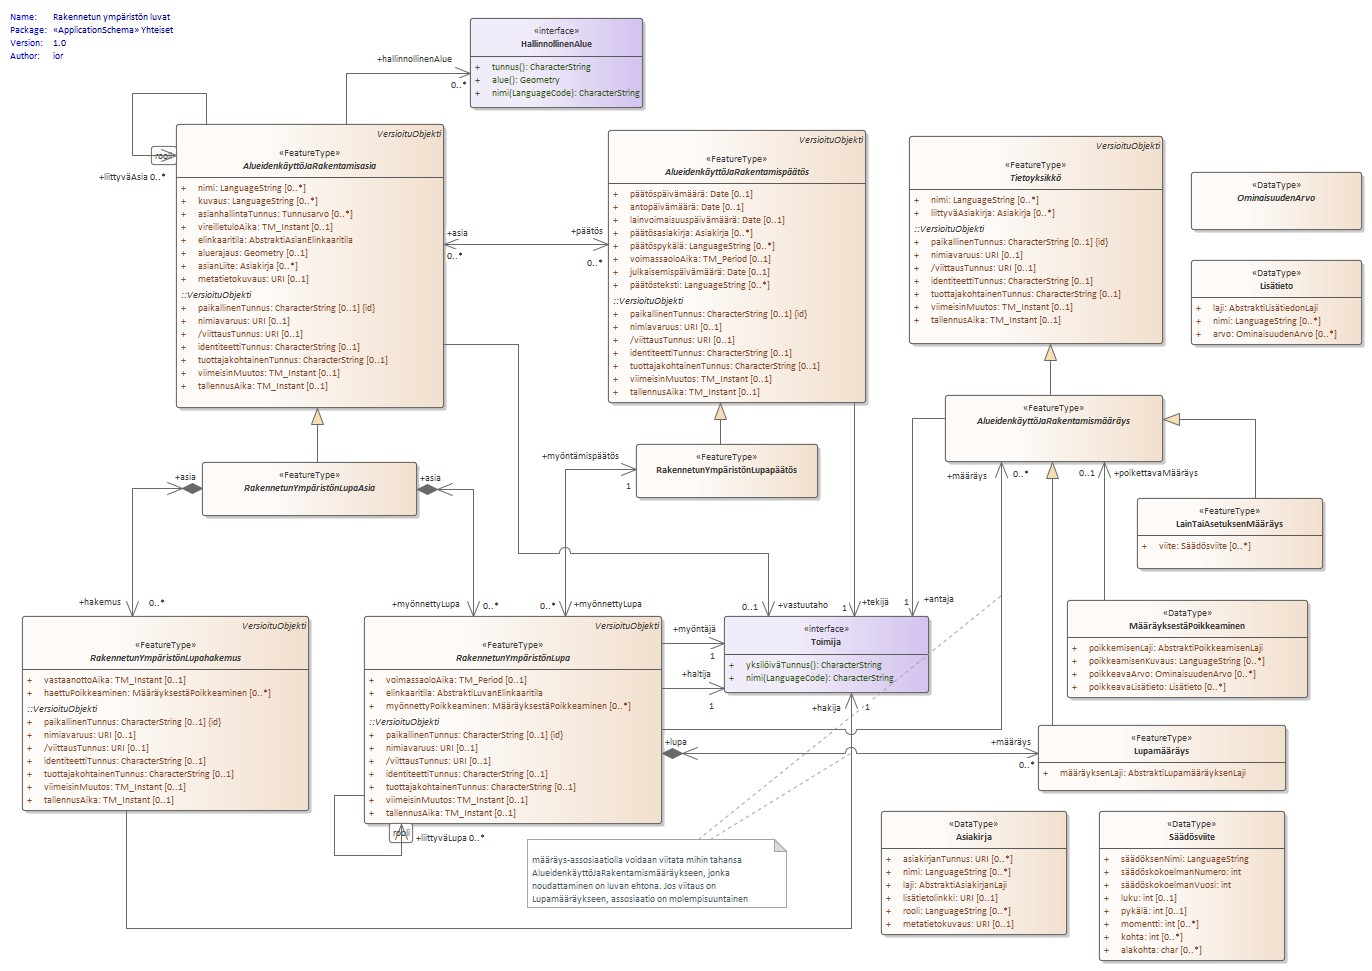 Name: Rakennetun ympäristön luvat
Package: «ApplicationSchema» Yhteiset
Version: 1.0
Author: ior
«interface»
HallinnollinenAlue
+ tunnus(): CharacterString
+ alue(): Geometry
+ nimi(LanguageCode): CharacterString
+hallinnollinenAlue
0..*
rooli
+liittyväAsia 0..*
VersioituObjekti
«FeatureType»
AlueidenkäyttöJaRakentamisasia
+ nimi: LanguageString [0..*]
+ kuvaus: LanguageString [0..*]
+ asianhallintaTunnus: Tunnusarvo [0..*]
+ vireilletuloAika: TM_Instant [0..1]
+ elinkaaritila: AbstraktiAsianElinkaaritila
+ aluerajaus: Geometry [0..1]
+ asianLiite: Asiakirja [0..*]
+ metatietokuvaus: URI [0..1]
::VersioituObjekti
+ paikallinenTunnus: CharacterString [0..1] {id}
+ nimiavaruus: URI [0..1]
+ /viittausTunnus: URI [0..1]
+ identiteettiTunnus: CharacterString [0..1]
+ tuottajakohtainenTunnus: CharacterString [0..1]
+ viimeisinMuutos: TM_Instant [0..1]
+ tallennusAika: TM_Instant [0..1]
+asia
0..*
+päätös
0..*
VersioituObjekti
«FeatureType»
AlueidenkäyttöJaRakentamispäätös
+ päätöspäivämäärä: Date [0..1]
+ antopäivämäärä: Date [0..1]
+ lainvoimaisuuspäivämäärä: Date [0..1]
+ päätösasiakirja: Asiakirja [0..*]
+ päätöspykälä: LanguageString [0..*]
+ voimassaoloAika: TM_Period [0..1]
+ julkaisemispäivämäärä: Date [0..1]
+ päätösteksti: LanguageString [0..*]
::VersioituObjekti
+ paikallinenTunnus: CharacterString [0..1] {id}
+ nimiavaruus: URI [0..1]
+ /viittausTunnus: URI [0..1]
+ identiteettiTunnus: CharacterString [0..1]
+ tuottajakohtainenTunnus: CharacterString [0..1]
+ viimeisinMuutos: TM_Instant [0..1]
+ tallennusAika: TM_Instant [0..1]
VersioituObjekti
«FeatureType»
Tietoyksikkö
+ nimi: LanguageString [0..*]
+ liittyväAsiakirja: Asiakirja [0..*]
::VersioituObjekti
+ paikallinenTunnus: CharacterString [0..1] {id}
+ nimiavaruus: URI [0..1]
+ /viittausTunnus: URI [0..1]
+ identiteettiTunnus: CharacterString [0..1]
+ tuottajakohtainenTunnus: CharacterString [0..1]
+ viimeisinMuutos: TM_Instant [0..1]
+ tallennusAika: TM_Instant [0..1]
«DataType»
OminaisuudenArvo
«DataType»
Lisätieto
+ laji: AbstraktiLisätiedonLaji
+ nimi: LanguageString [0..*]
+ arvo: OminaisuudenArvo [0..*]
«FeatureType»
AlueidenkäyttöJaRakentamismääräys
+määräys
0..*
0..1
+poikettavaMääräys
«FeatureType»
RakennetunYmpäristönLupaAsia
+asia
+asia
+myöntämispäätös
1
«FeatureType»
RakennetunYmpäristönLupapäätös
«FeatureType»
LainTaiAsetuksenMääräys
+ viite: Säädösviite [0..*]
+hakemus
0..*
+myönnettyLupa
0..*
0..*
+myönnettyLupa
0..1
+vastuutaho
1
+tekijä
1
+antaja
VersioituObjekti
«FeatureType»
RakennetunYmpäristönLupahakemus
+ vastaanottoAika: TM_Instant [0..1]
+ haettuPoikkeaminen: MääräyksestäPoikkeaminen [0..*]
::VersioituObjekti
+ paikallinenTunnus: CharacterString [0..1] {id}
+ nimiavaruus: URI [0..1]
+ /viittausTunnus: URI [0..1]
+ identiteettiTunnus: CharacterString [0..1]
+ tuottajakohtainenTunnus: CharacterString [0..1]
+ viimeisinMuutos: TM_Instant [0..1]
+ tallennusAika: TM_Instant [0..1]
VersioituObjekti
«FeatureType»
RakennetunYmpäristönLupa
+ voimassaoloAika: TM_Period [0..1]
+ elinkaaritila: AbstraktiLuvanElinkaaritila
+ myönnettyPoikkeaminen: MääräyksestäPoikkeaminen [0..*]
::VersioituObjekti
+ paikallinenTunnus: CharacterString [0..1] {id}
+ nimiavaruus: URI [0..1]
+ /viittausTunnus: URI [0..1]
+ identiteettiTunnus: CharacterString [0..1]
+ tuottajakohtainenTunnus: CharacterString [0..1]
+ viimeisinMuutos: TM_Instant [0..1]
+ tallennusAika: TM_Instant [0..1]
rooli
+liittyväLupa 0..*
+myöntäjä
1
+haltija
1
«interface»
Toimija
+ yksilöiväTunnus(): CharacterString
+ nimi(LanguageCode): CharacterString
+hakija
1
+lupa
+määräys
0..*
«DataType»
MääräyksestäPoikkeaminen
+ poikkemisenLaji: AbstraktiPoikkeamisenLaji
+ poikkeamisenKuvaus: LanguageString [0..*]
+ poikkeavaArvo: OminaisuudenArvo [0..*]
+ poikkeavaLisätieto: Lisätieto [0..*]
«FeatureType»
Lupamääräys
+ määräyksenLaji: AbstraktiLupamääräyksenLaji
määräys-assosiaatiolla voidaan viitata mihin tahansa
AlueidenkäyttöJaRakentamismääräykseen, jonka
noudattaminen on luvan ehtona. Jos viitaus on
Lupamääräykseen, assosiaatio on molempisuuntainen
«DataType»
Asiakirja
+ asiakirjanTunnus: URI [0..*]
+ nimi: LanguageString [0..*]
+ laji: AbstraktiAsiakirjanLaji
+ lisätietolinkki: URI [0..1]
+ rooli: LanguageString [0..*]
+ metatietokuvaus: URI [0..1]
«DataType»
Säädösviite
+ säädöksenNimi: LanguageString
+ säädöskokoelmanNumero: int
+ säädöskokoelmanVuosi: int
+ luku: int [0..1]
+ pykälä: int [0..1]
+ momentti: int [0..*]
+ kohta: int [0..*]
+ alakohta: char [0..*]